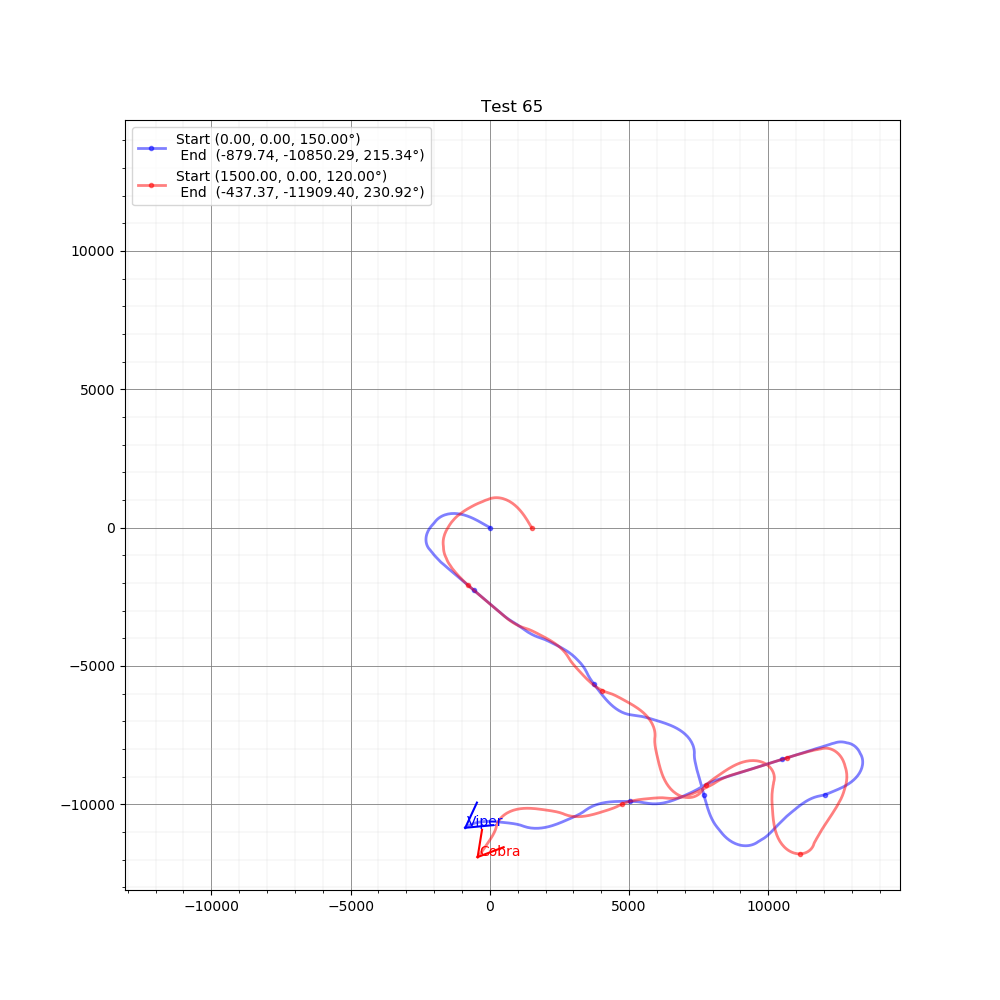 Test 65
Start (0.00, 0.00, 150.00°)
End (-879.74, -10850.29, 215.34°)
Start (1500.00, 0.00, 120.00°)
End (-437.37, -11909.40, 230.92°)
10000
5000
0
−5000
−10000
Viper
Cobra
−10000
−5000
0
5000
10000